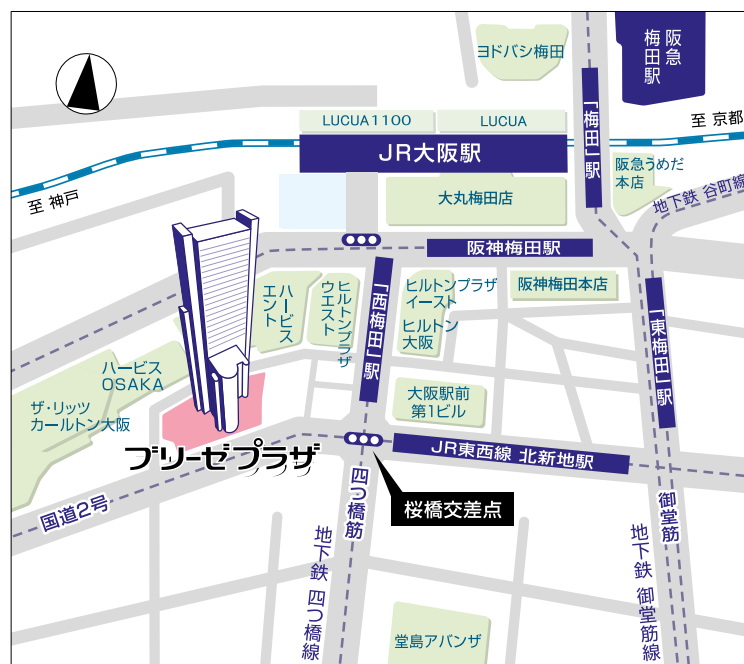 ヨドバシ梅田
阪急
梅田駅
「梅田」駅
LUCUA1100
LUCUA
至 京都
JR大阪駅
阪急うめだ
本店
至 神戸
大丸梅田店
地下鉄 谷町線
阪神梅田駅
ハービス
エント
ヒルトンプラザ
ウエスト
「西梅田」駅
ヒルトンプラザ
イースト
ヒルトン
大阪
阪神梅田本店
「東梅田」駅
ハービス
OSAKA
ザ・リッツ
カールトン大阪
大阪駅前
第1ビル
ブリーゼプラザ
JR東西線 北新地駅
国道2号
四つ橋筋
桜橋交差点
御堂筋
地下鉄 四つ橋線
地下鉄 御堂筋線
堂島アバンザ